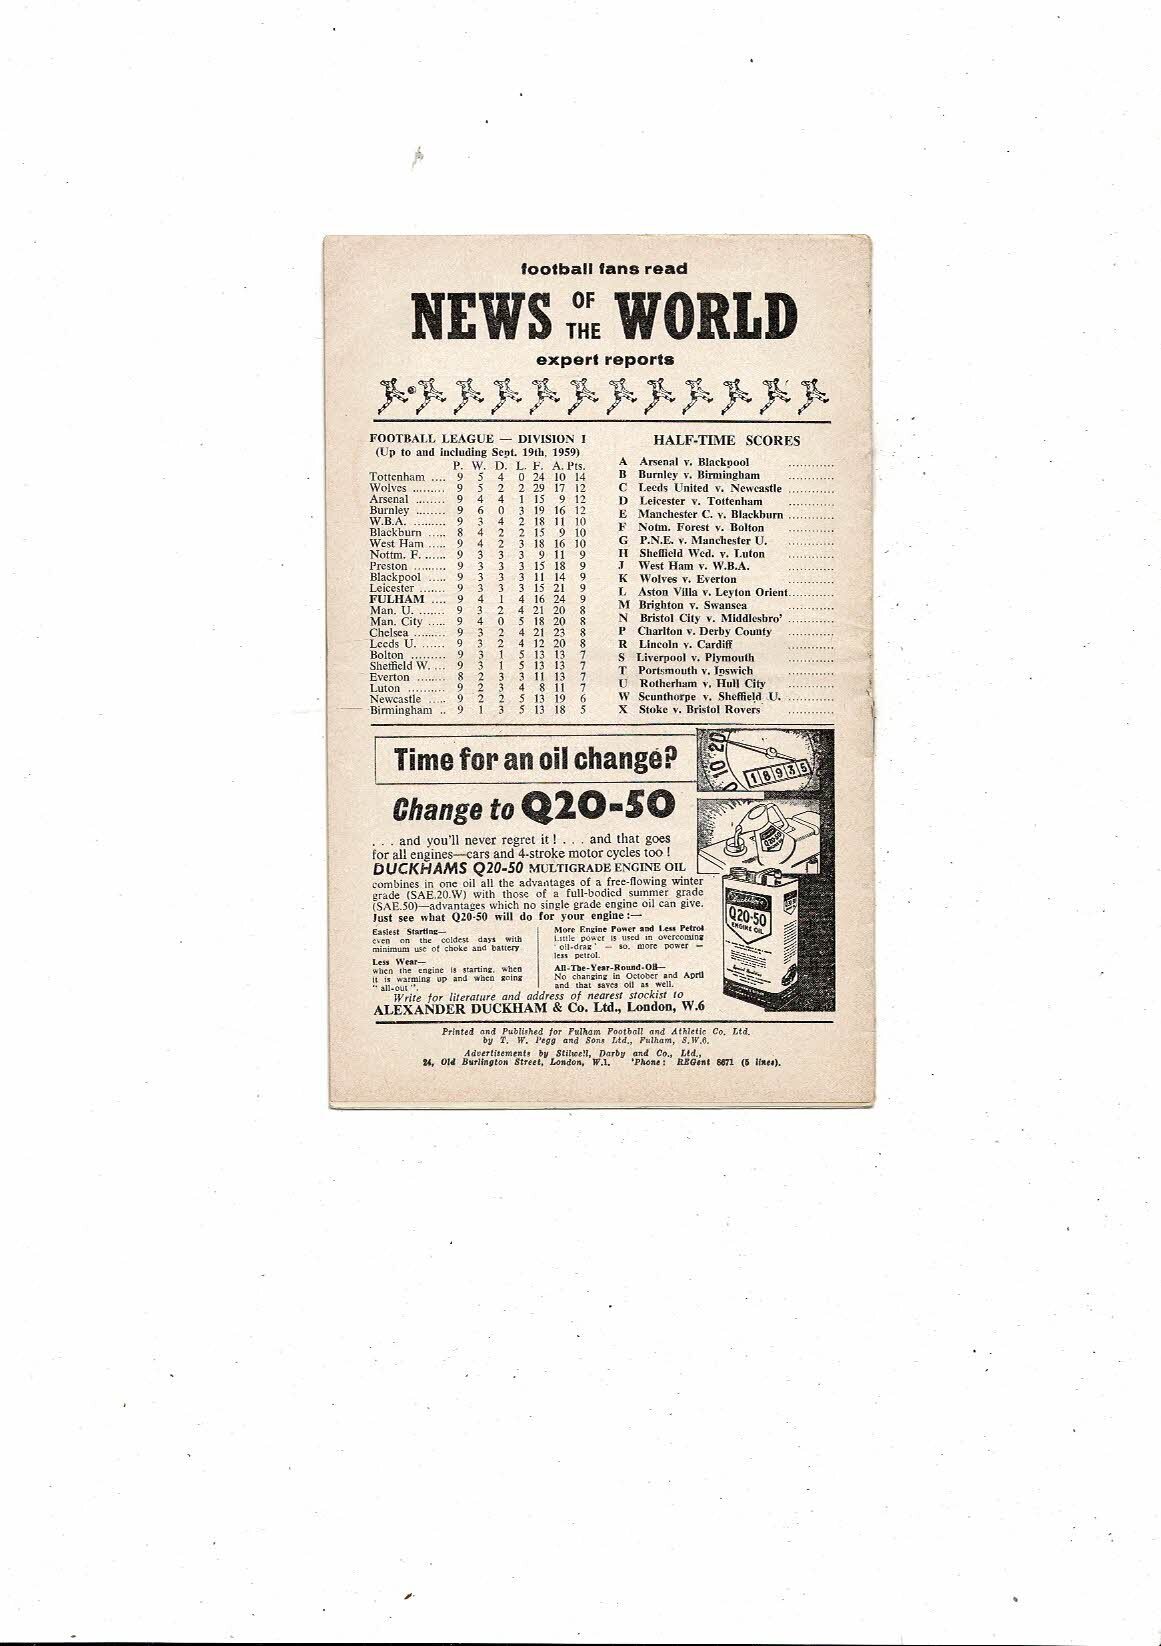 football fans read
NEWS OF THE WORLD
expert reports
FOOTBALL LEAGUE — DIVISION I
(Up to and including Sept. 19th, 1959)
P. W. D. L. F. A. Pts.
Tottenham .... 9 5 4 0 24 10 14
Wolves ......... 9 5 2 2 29 17 12
Arsenal ........ 9 4 4 1 15 9 12
Burnley ........ 9 6 0 3 19 16 12
W.B.A. ......... 9 3 4 2 18 11 10
Blackburn ..... 8 4 2 2 15 9 10
West Ham ..... 9 4 2 3 18 16 10
Nottm. F. ...... 9 3 3 3 9 11 9
Preston ......... 9 3 3 3 15 18 9
Blackpool ..... 9 3 3 3 11 14 9
Leicester ....... 9 3 3 3 15 21 9
FULHAM .... 9 4 1 4 16 24 9
Man. U. ....... 9 3 2 4 21 20 8
Man. City ..... 9 4 0 5 18 20 8
Chelsea ......... 9 3 2 4 21 23 8
Leeds U. ...... 9 3 2 4 12 20 8
Bolton ......... 9 3 1 5 13 13 7
Sheffield W. ... 9 3 1 5 13 13 7
Everton ........ 8 2 3 3 11 13 7
Luton .......... 9 2 3 4 8 11 7
Newcastle .... 9 2 2 5 13 19 6
Birmingham .. 9 1 3 5 13 18 5
HALF-TIME SCORES
A Arsenal v. Blackpool ............
B Burnley v. Birmingham ............
C Leeds United v. Newcastle ............
D Leicester v. Tottenham ............
E Manchester C. v. Blackburn ............
F Notm. Forest v. Bolton ............
G P.N.E. v. Manchester U. ............
H Sheffield Wed. v. Luton ............
J West Ham v. W.B.A. ............
K Wolves v. Everton ............
L Aston Villa v. Leyton Orient............
M Brighton v. Swansea ............
N Bristol City v. Middlesbro' ............
P Charlton v. Derby County ............
R Lincoln v. Cardiff ............
S Liverpool v. Plymouth ............
T Portsmouth v. Ipswich ............
U Rotherham v. Hull City ............
W Scunthorpe v. Sheffield U. ............
X Stoke v. Bristol Rovers ............
Time for an oil change?
10 20
18935
Change to Q20-50
. . . and you'll never regret it ! . . . and that goes
for all engines—cars and 4-stroke motor cycles too !
DUCKHAMS Q20-50 MULTIGRADE ENGINE OIL
combines in one oil all the advantages of a free-flowing winter
grade (SAE.20.W) with those of a full-bodied summer grade
(SAE.50)—advantages which no single grade engine oil can give.
Just see what Q20-50 will do for your engine :—
Easiest Starting—
even on the coldest days with
minimum use of choke and battery
Less Wear—
when the engine is starting, when
it is warming up and when going
" all-out ".
More Engine Power and Less Petrol
Little power is used in overcoming
' oil-drag ' — so, more power —
less petrol.
All-The-Year-Round-Oil—
No changing in October and April
and that saves oil as well.
Q20-50
ENGINE OIL
Write for literature and address of nearest stockist to
ALEXANDER DUCKHAM & Co. Ltd., London, W.6
Printed and Published for Fulham Football and Athletic Co. Ltd.
by T. W. Pegg and Sons Ltd., Fulham, S.W.6.
Advertisements by Stilwell, Darby and Co., Ltd.,
24, Old Burlington Street, London, W.1. 'Phone: REGent 6671 (5 lines).